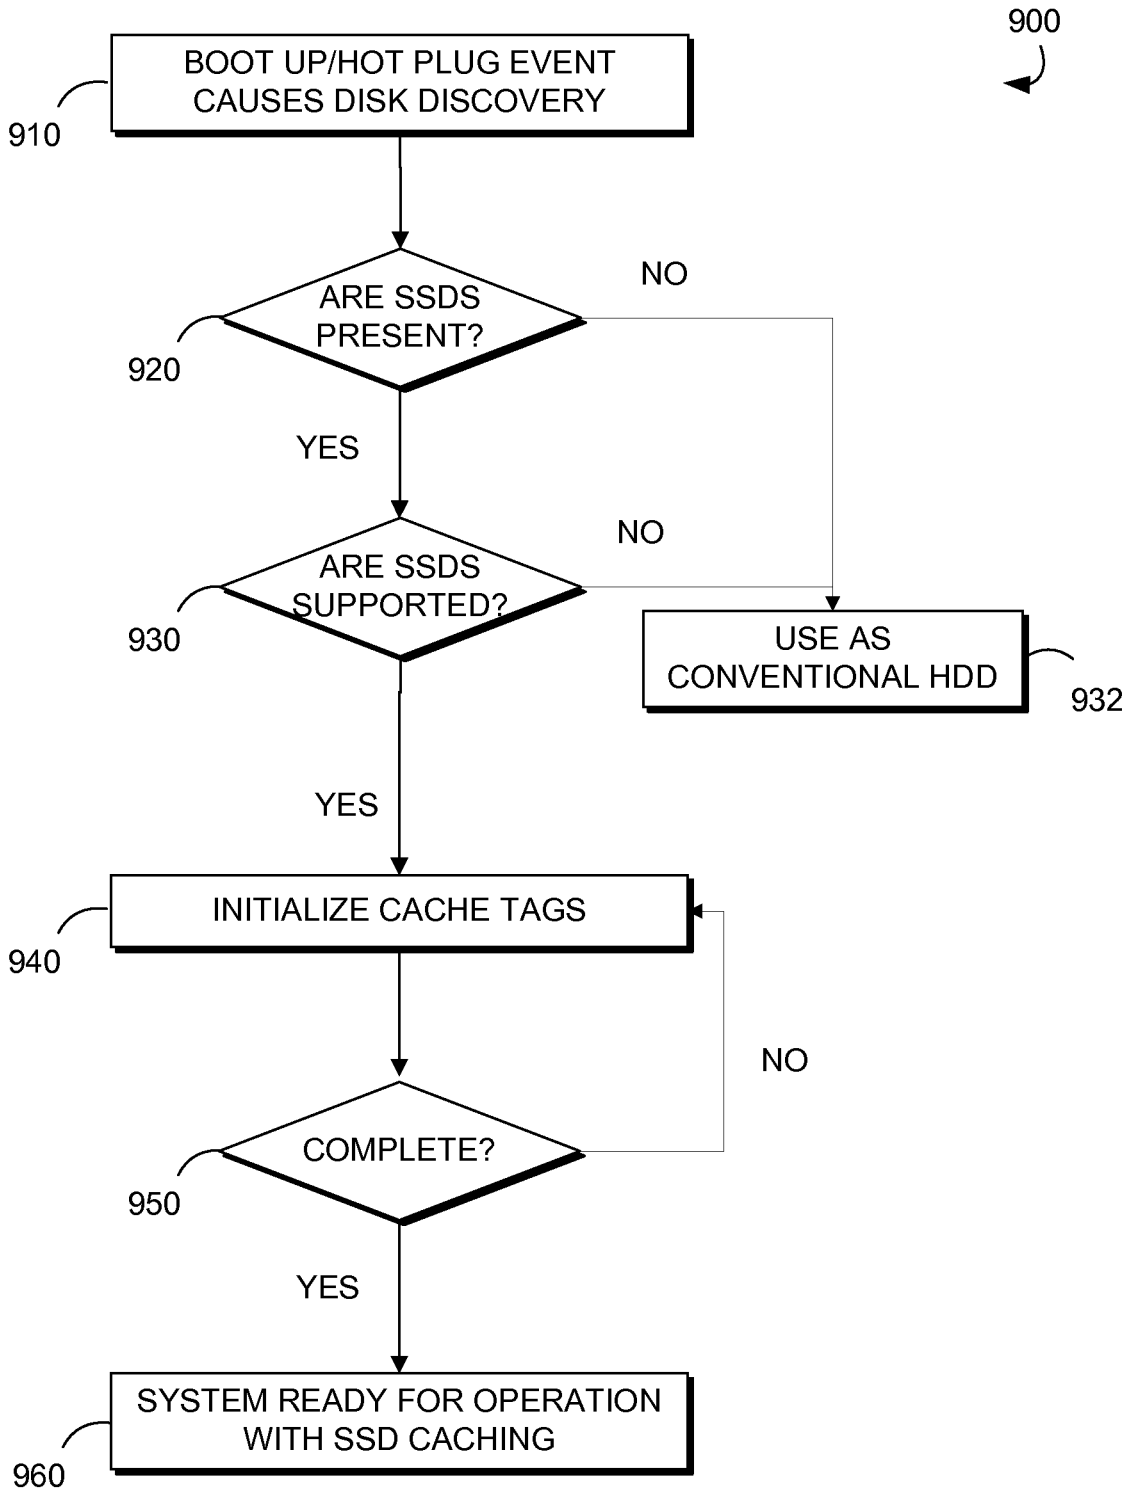 900
BOOT UP/HOT PLUG EVENT
CAUSES DISK DISCOVERY
910
NO
ARE SSDS
PRESENT?
920
YES
NO
ARE SSDS
SUPPORTED?
930
USE AS
CONVENTIONAL HDD
932
YES
INITIALIZE CACHE TAGS
940
NO
COMPLETE?
950
YES
SYSTEM READY FOR OPERATION
WITH SSD CACHING
960